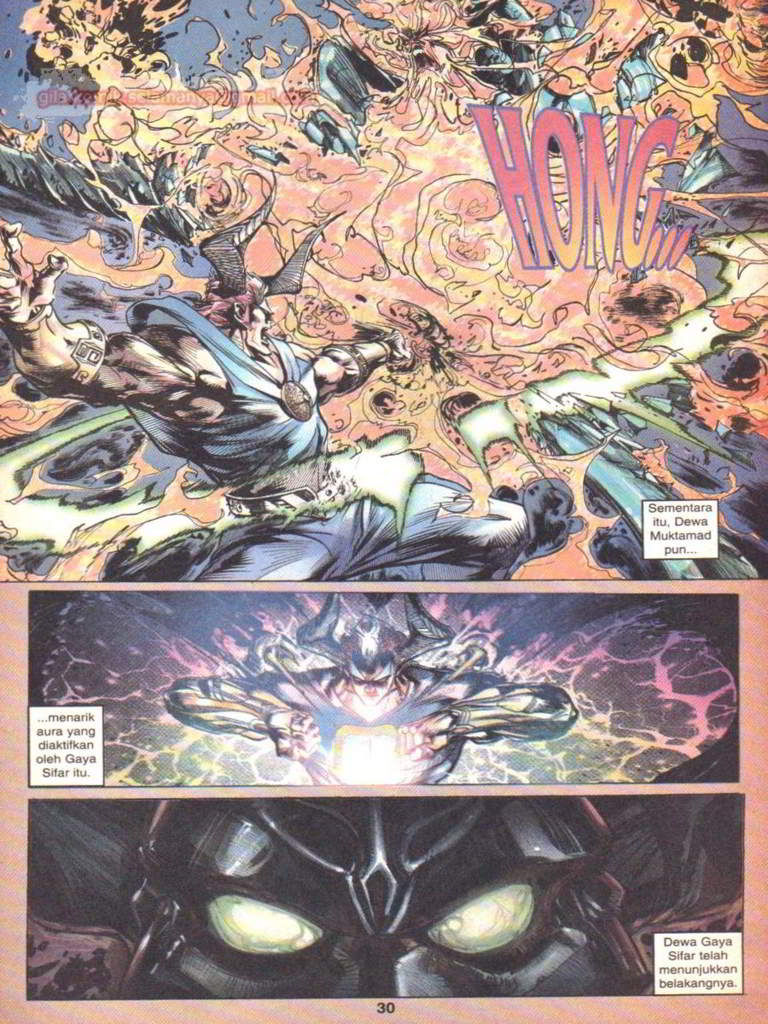 HONG...
Sementara
itu, Dewa
Muktamad
pun...
...menarik
aura yang
diaktifkan
oleh Gaya
Sifar itu.
Dewa Gaya
Sifar telah
menunjukkan
belakangnya.
30